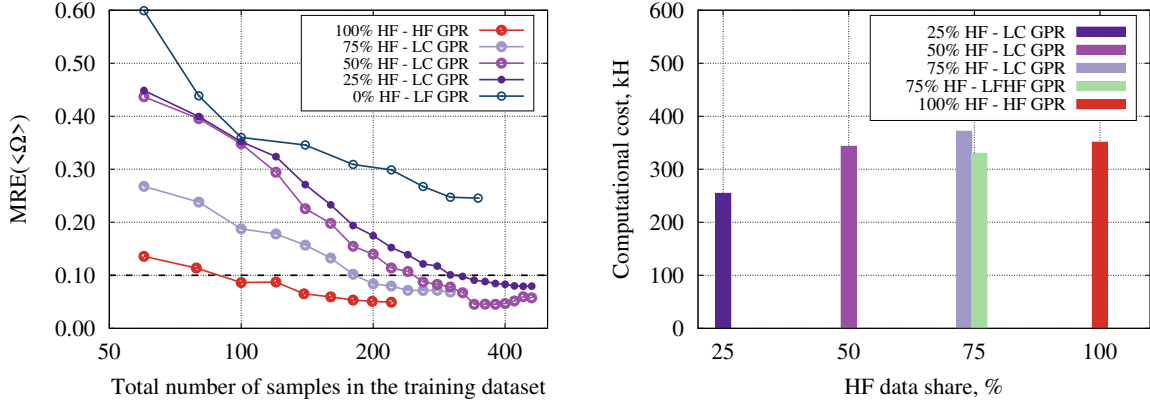 0.60
0.50
0.40
0.30
0.20
0.10
0.00
MRE(<Ω>)
100% HF - HF GPR
75% HF - LC GPR
50% HF - LC GPR
25% HF - LC GPR
0% HF - LF GPR
50
100
200
400
Total number of samples in the training dataset
600
500
400
300
200
100
0
Computational cost, kH
25% HF - LC GPR
50% HF - LC GPR
75% HF - LC GPR
75% HF - LFHF GPR
100% HF - HF GPR
25
50
75
100
HF data share, %